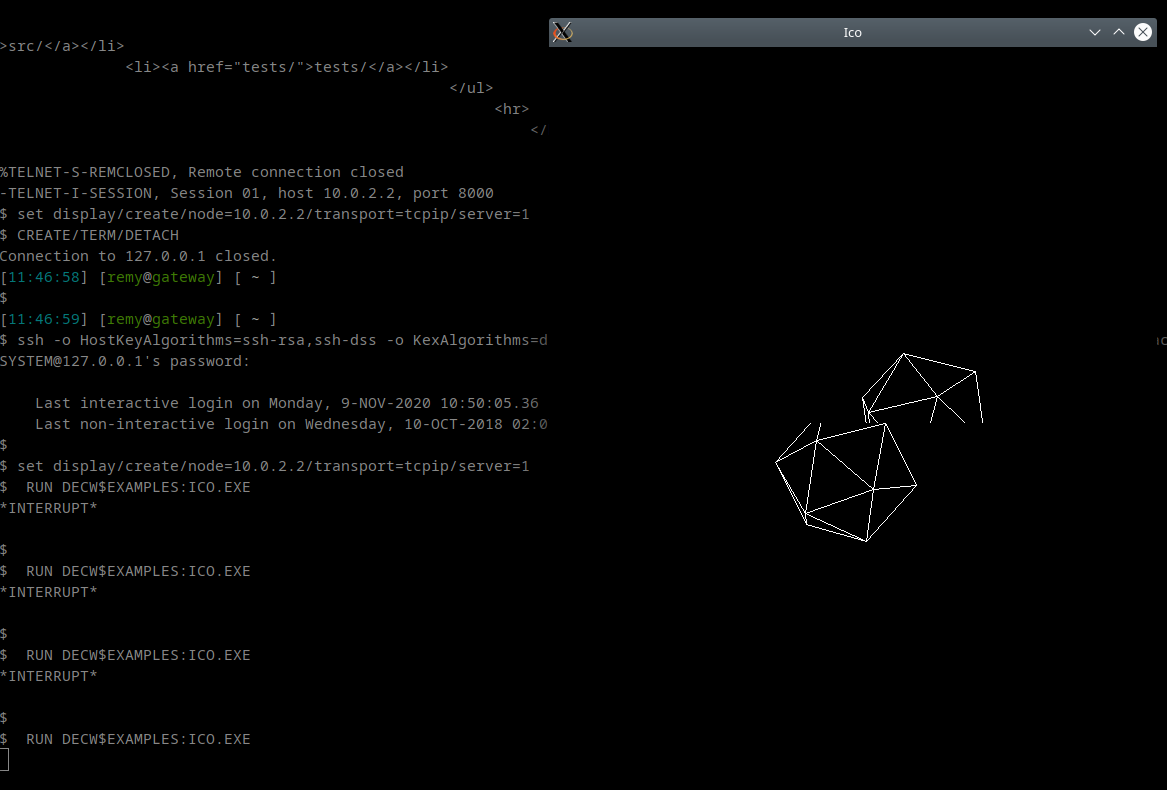 >src/</a></li>
<li><a href="tests/">tests/</a></li>
</ul>
<hr>
</
%TELNET-S-REMCLOSED, Remote connection closed
-TELNET-I-SESSION, Session 01, host 10.0.2.2, port 8000
$ set display/create/node=10.0.2.2/transport=tcpip/server=1
$ CREATE/TERM/DETACH
Connection to 127.0.0.1 closed.
[11:46:58] [remy@gateway] [ ~ ]
$
[11:46:59] [remy@gateway] [ ~ ]
$ ssh -o HostKeyAlgorithms=ssh-rsa,ssh-dss -o KexAlgorithms=d
SYSTEM@127.0.0.1's password:
Last interactive login on Monday, 9-NOV-2020 10:50:05.36
Last non-interactive login on Wednesday, 10-OCT-2018 02:0
$
$ set display/create/node=10.0.2.2/transport=tcpip/server=1
$  RUN DECW$EXAMPLES:ICO.EXE
*INTERRUPT*
$
$  RUN DECW$EXAMPLES:ICO.EXE
*INTERRUPT*
$
$  RUN DECW$EXAMPLES:ICO.EXE
*INTERRUPT*
$
$  RUN DECW$EXAMPLES:ICO.EXE
Ico